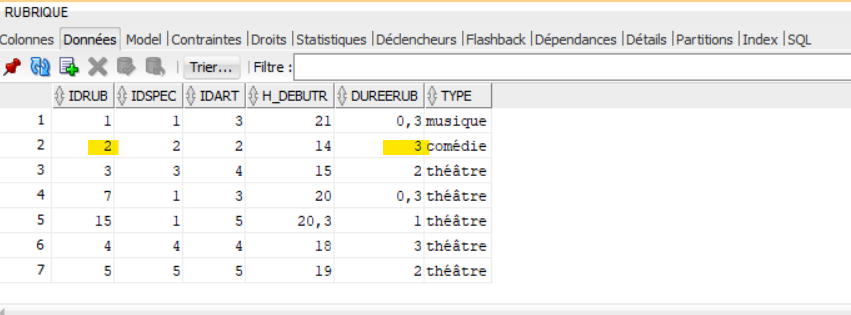 RUBRIQUE
Colonnes Données Model Contraintes Droits Statistiques Déclencheurs Flashback Dépendances Détails Partitions Index SQL
Trier... Filtre :
IDRUB IDSPEC IDART H_DEBUTR DUREERUB TYPE
1 1 1 3 21 0,3 musique
2 2 2 2 14 3 comédie
3 3 3 4 15 2 théâtre
4 7 1 3 20 0,3 théâtre
5 15 1 5 20,3 1 théâtre
6 4 4 4 18 3 théâtre
7 5 5 5 19 2 théâtre